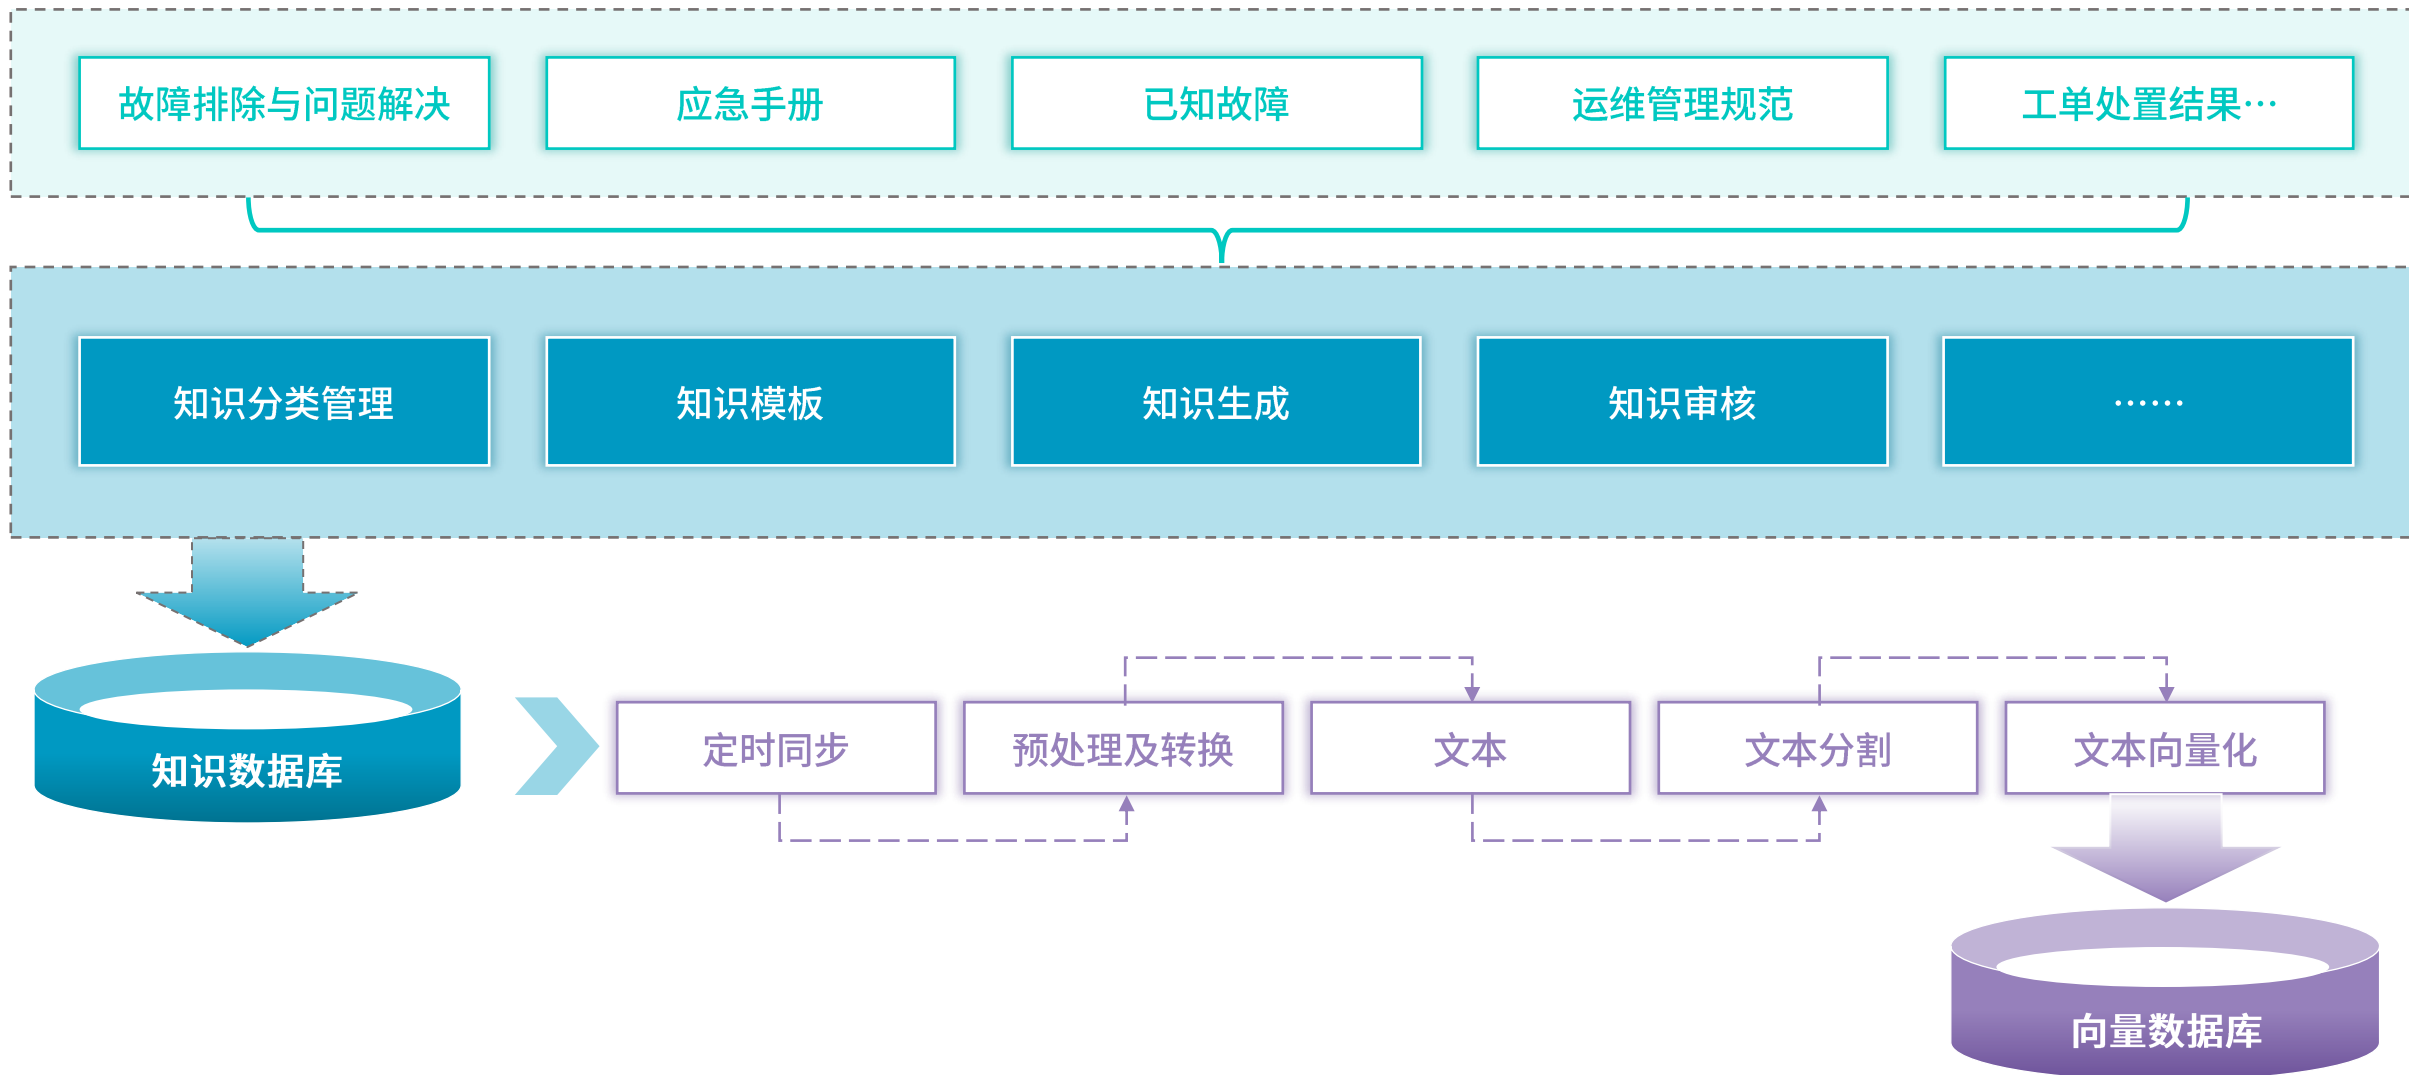 故障排除与问题解决
应急手册
已知故障
运维管理规范
工单处置结果…
知识分类管理
知识模板
知识生成
知识审核
……
知识数据库
定时同步
预处理及转换
文本
文本分割
文本向量化
向量数据库